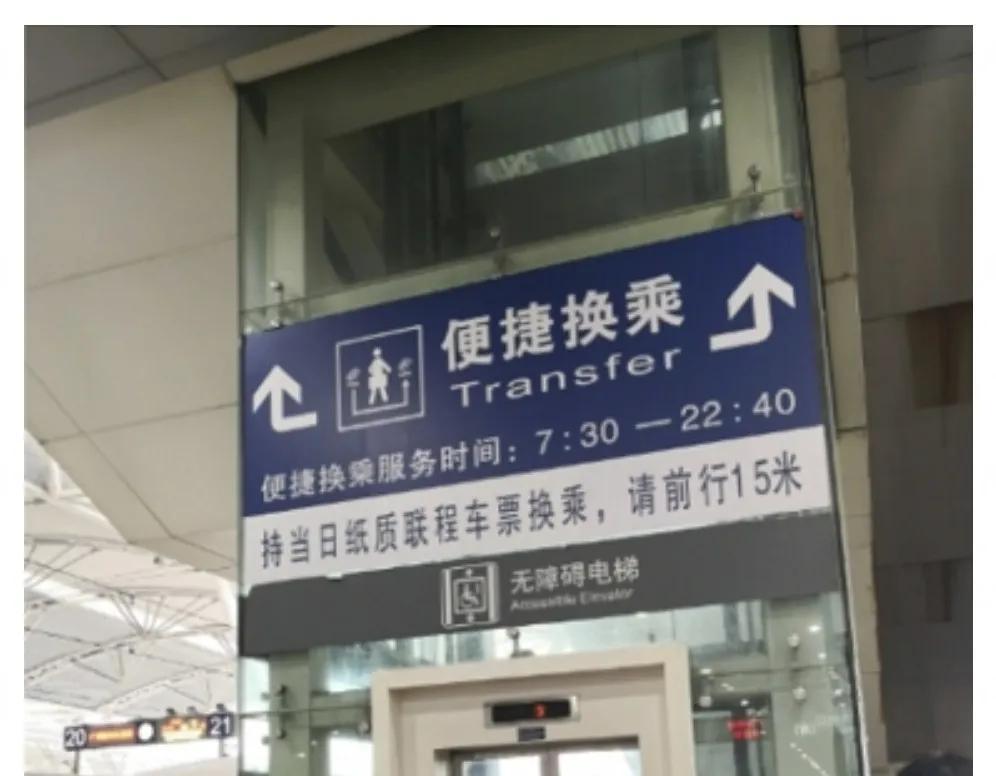 便捷换乘
Transfer
便捷换乘服务时间：7:30 — 22:40
持当日纸质联程车票换乘，请前行15米
无障碍电梯
Accessible Elevator
20
21